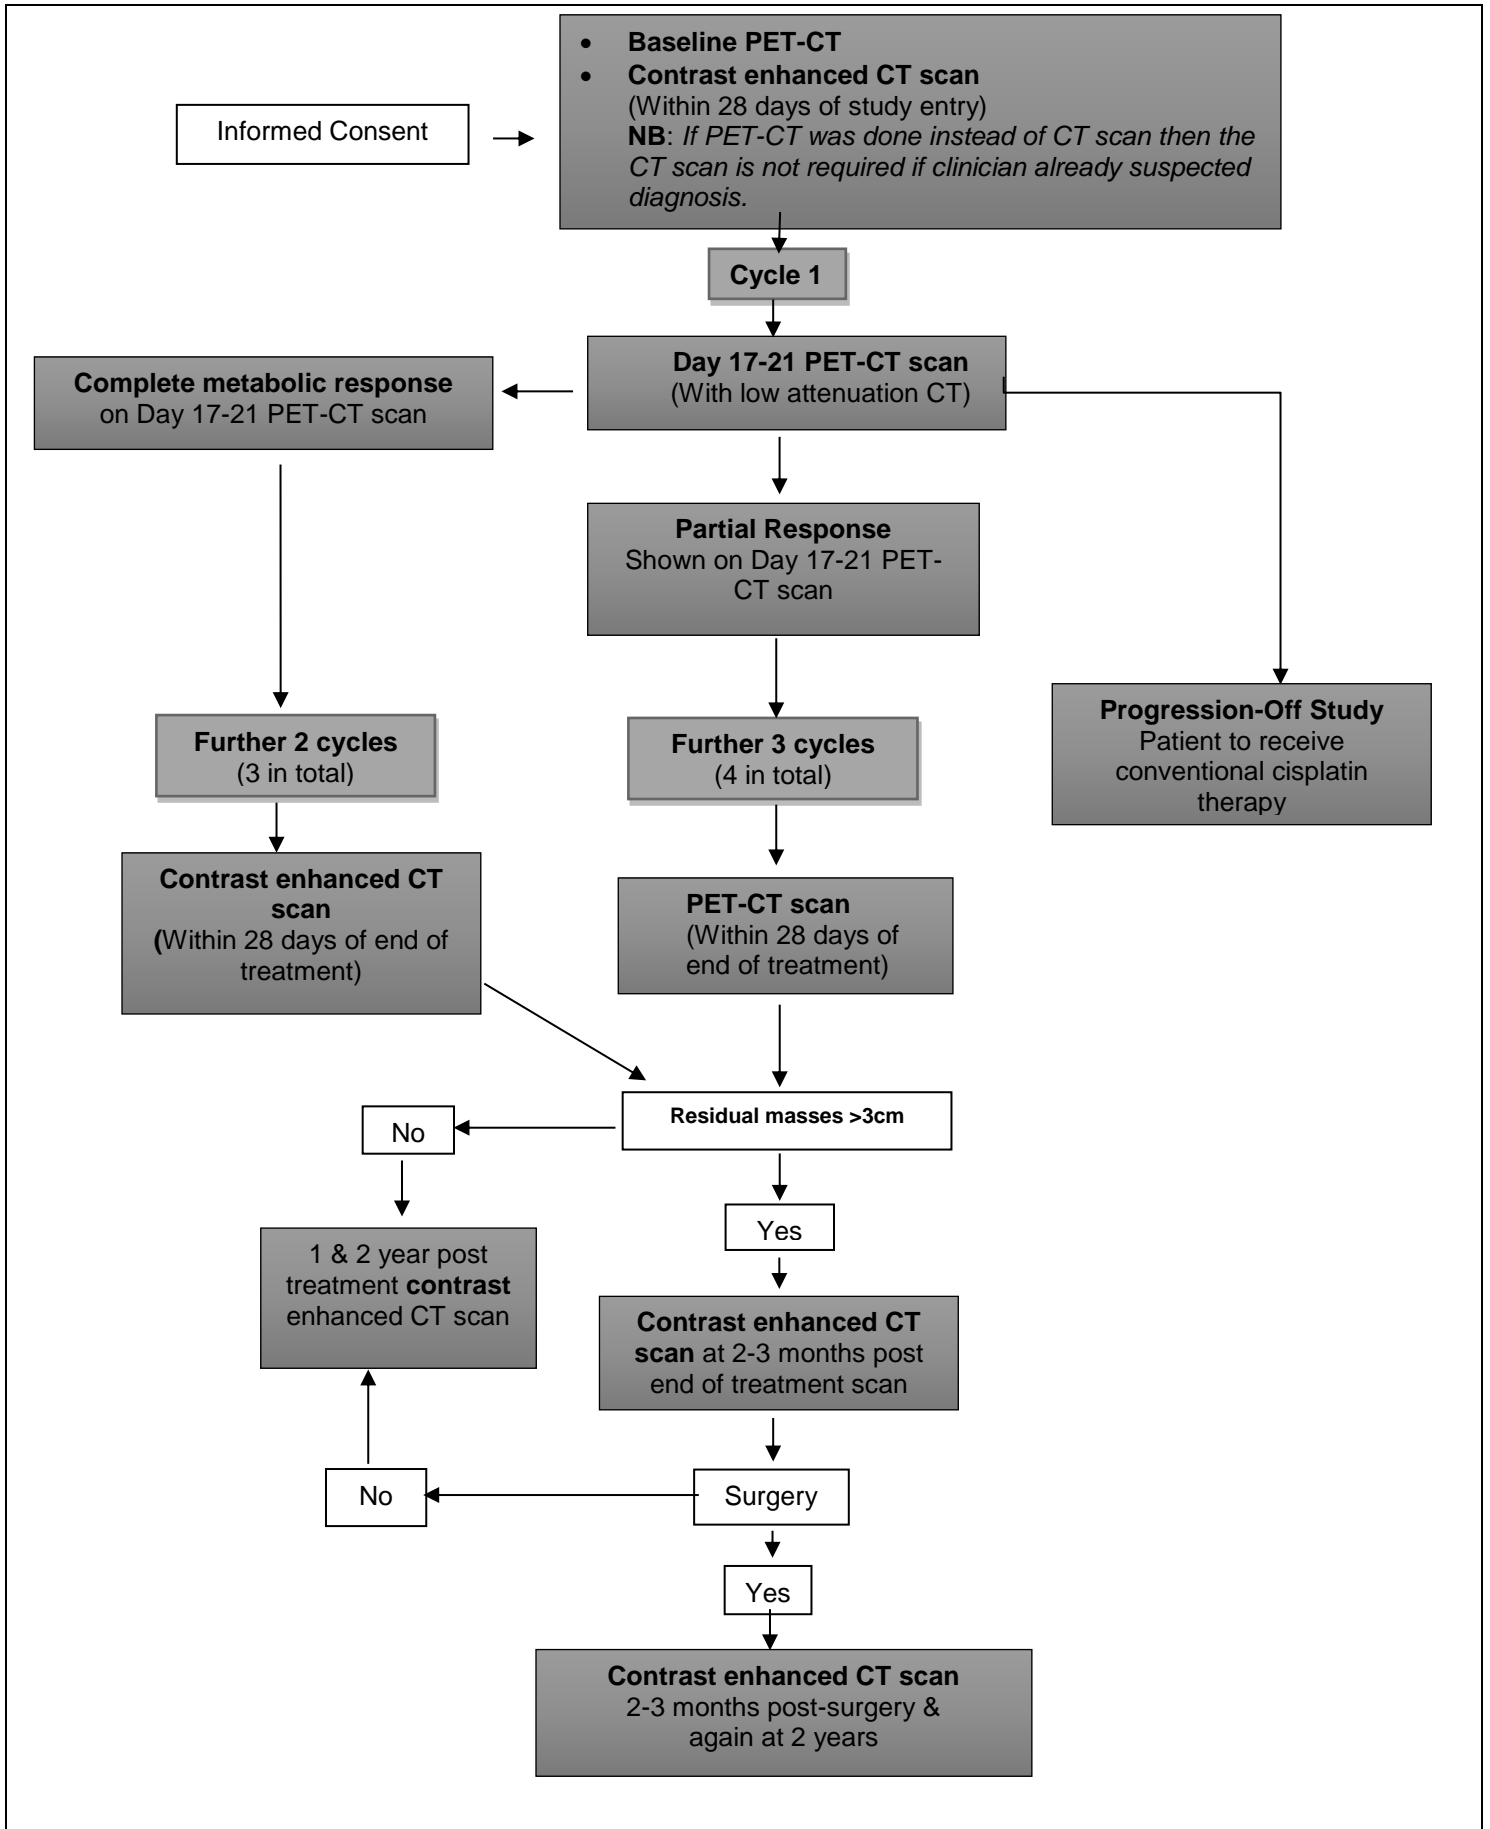 • Baseline PET-CT
• Contrast enhanced CT scan
(Within 28 days of study entry)
NB: If PET-CT was done instead of CT scan then the
CT scan is not required if clinician already suspected
diagnosis.
Informed Consent
Cycle 1
Day 17-21 PET-CT scan
(With low attenuation CT)
Complete metabolic response
on Day 17-21 PET-CT scan
Partial Response
Shown on Day 17-21 PET-
CT scan
Progression-Off Study
Patient to receive
conventional cisplatin
therapy
Further 2 cycles
(3 in total)
Further 3 cycles
(4 in total)
Contrast enhanced CT
scan
(Within 28 days of end of
treatment)
PET-CT scan
(Within 28 days of
end of treatment)
Residual masses >3cm
No
Yes
1 & 2 year post
treatment contrast
enhanced CT scan
Contrast enhanced CT
scan at 2-3 months post
end of treatment scan
No
Surgery
Yes
Contrast enhanced CT scan
2-3 months post-surgery &
again at 2 years